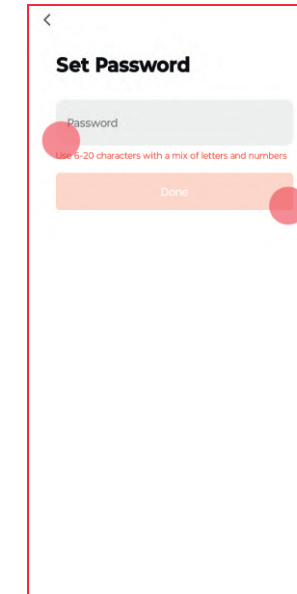 Set Password
Password
Use 6-20 characters with a mix of letters and numbers
Done